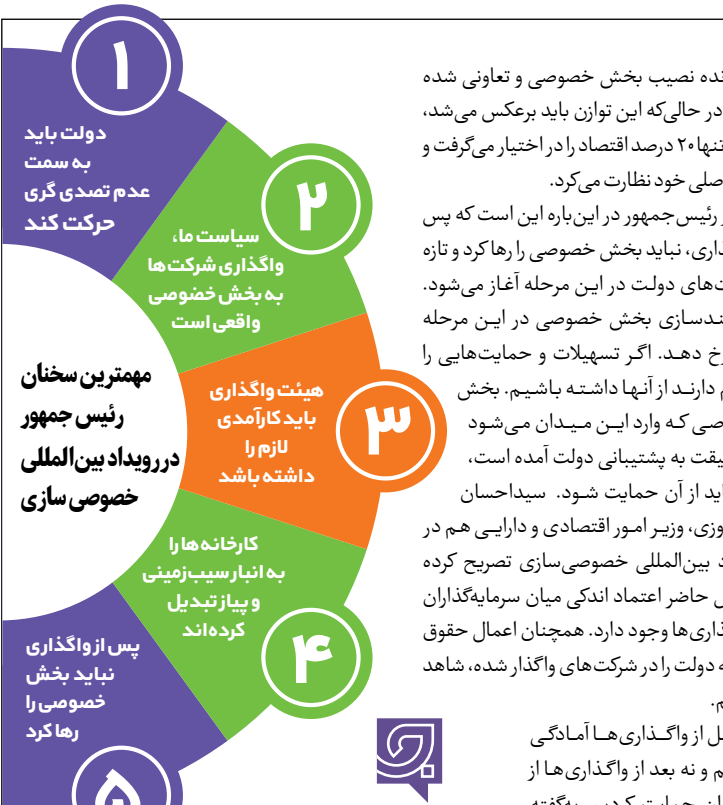 ۱
دولت باید
به سمت
عدم تصدی گری
حرکت کند
۲
سیاست ما،
واگذاری شرکت‌ها
به بخش خضوصی
واقعی است
۳
هیئت واگذاری
باید کارآمدی
لازم را
داشته باشد
۴
کارخانه‌ها را
به انبار سیب‌زمینی
و پیاز تبدیل
کرده‌اند
۵
پس از واگذاری
نباید بخش
خصوصی را
رها کرد
مهمترین سخنان
رئیس جمهور
در رویداد بین‌المللی
خصوصی سازی
نصیب بخش خصوصی و تعاونی شده
در حالی‌که این توازن باید برعکس می‌شد،
تنها ۲۰ درصد اقتصاد را در اختیار می‌گرفت و
خود نظارت می‌کرد.
رئیس‌جمهور در این‌باره این است که پس
نباید بخش خصوصی را رها کرد و تازه
دولت در این مرحله آغاز می‌شود.
بخش خصوصی در این مرحله
دهد. اگر تسهیلات و حمایت‌هایی را
دارند از آنها داشته باشیم. بخش
که وارد این میدان می‌شود
به پشتیبانی دولت آمده است،
از آن حمایت شود. سیداحسان
وزیر امور اقتصادی و دارایی هم در
بین‌المللی خصوصی‌سازی تصریح کرده
حاضر اعتماد اندکی میان سرمایه‌گذاران
وجود دارد. همچنان اعمال حقوق
دولت را در شرکت‌های واگذار شده، شاهد
از واگذاری‌ها آمادگی
و نه بعد از واگذاری‌ها از